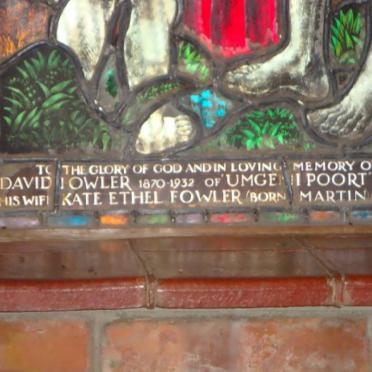 TO THE GLORY OF GOD AND IN LOVING MEMORY O
DAVID FOWLER 1870-1932 OF UMGENI POORT
HIS WIFE KATE ETHEL FOWLER (BORN MARTIN